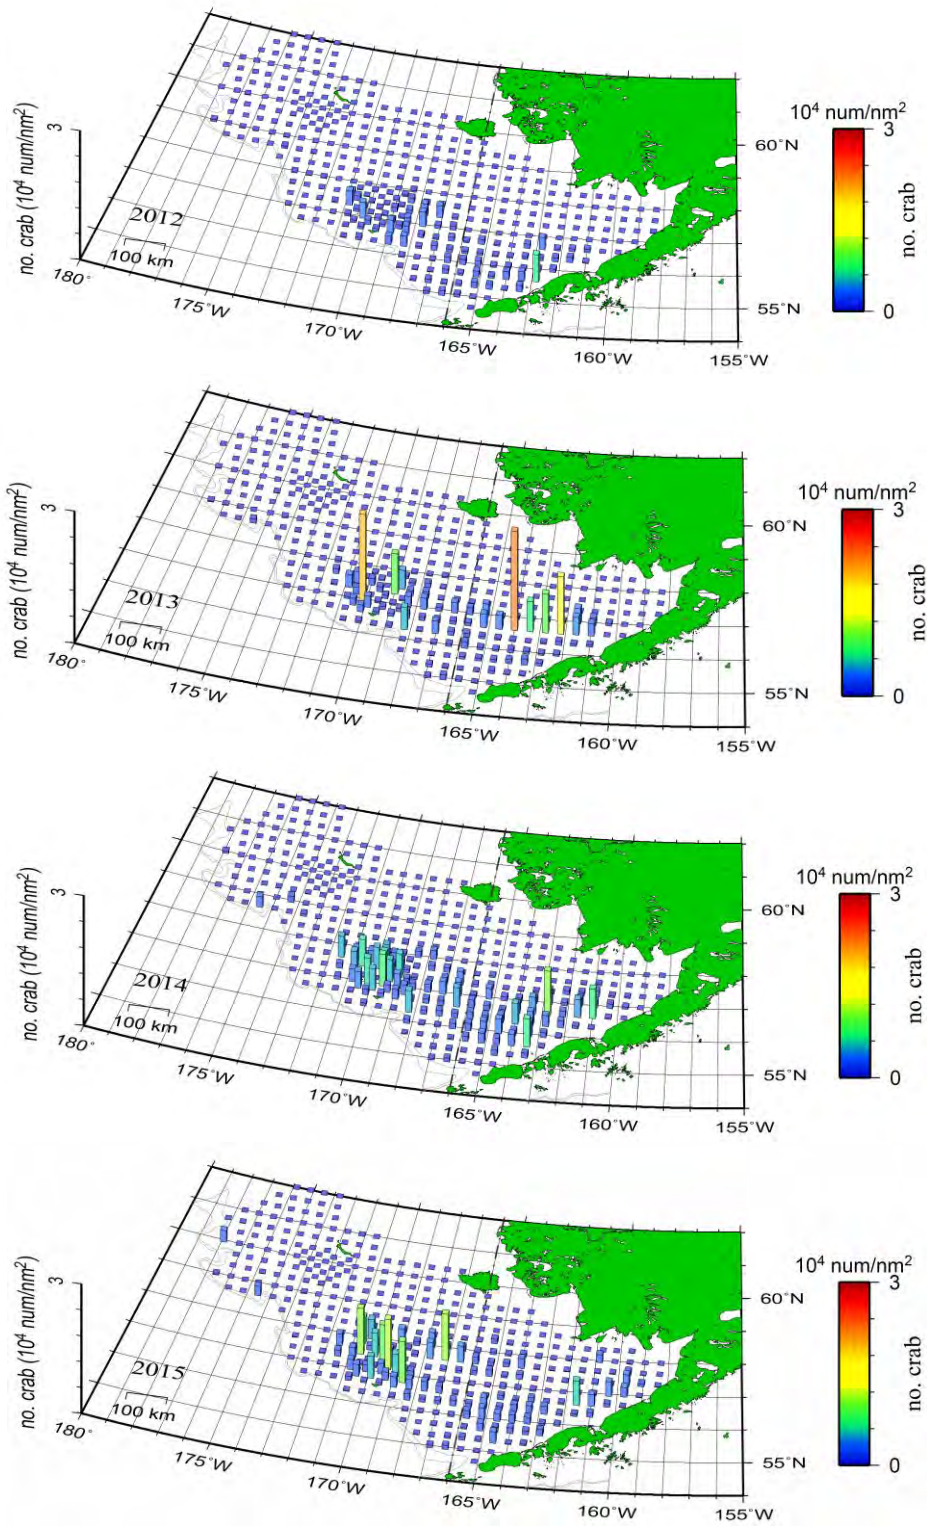 10⁴ num/nm²
3
3
60˚N
no. crab (10⁴ num/nm²)
no. crab
2012
100 km
0
180˚
175˚W
170˚W
165˚W
160˚W
155˚W
55˚N
10⁴ num/nm²
3
3
60˚N
no. crab (10⁴ num/nm²)
no. crab
2013
100 km
0
180˚
175˚W
170˚W
165˚W
160˚W
155˚W
55˚N
10⁴ num/nm²
3
3
60˚N
no. crab (10⁴ num/nm²)
no. crab
2014
100 km
0
180˚
175˚W
170˚W
165˚W
160˚W
155˚W
55˚N
10⁴ num/nm²
3
3
60˚N
no. crab (10⁴ num/nm²)
no. crab
2015
100 km
0
180˚
175˚W
170˚W
165˚W
160˚W
155˚W
55˚N